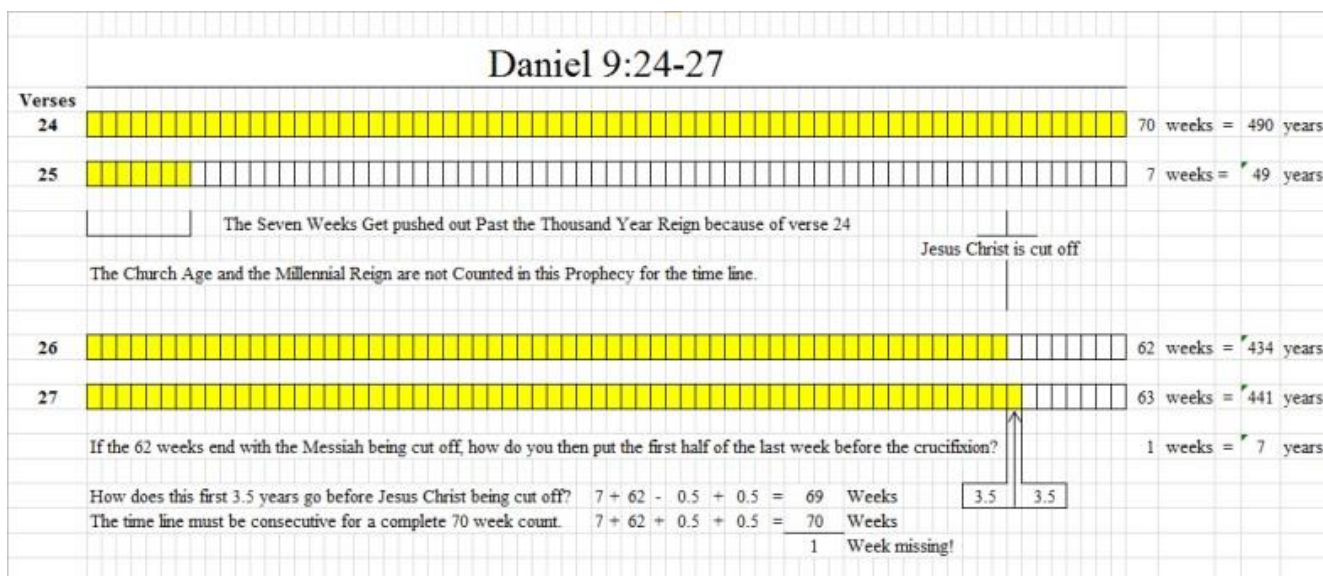 Daniel 9:24-27
Verses
24 70 weeks = 490 years
25 7 weeks = 49 years
The Seven Weeks Get pushed out Past the Thousand Year Reign because of verse 24
Jesus Christ is cut off
The Church Age and the Millennial Reign are not Counted in this Prophecy for the time line.
26 62 weeks = 434 years
27 63 weeks = 441 years
If the 62 weeks end with the Messiah being cut off, how do you then put the first half of the last week before the crucifixion? 1 weeks = 7 years
How does this first 3.5 years go before Jesus Christ being cut off? 7 + 62 - 0.5 + 0.5 = 69 Weeks 3.5 3.5
The time line must be consecutive for a complete 70 week count. 7 + 62 + 0.5 + 0.5 = 70 Weeks
1 Week missing!